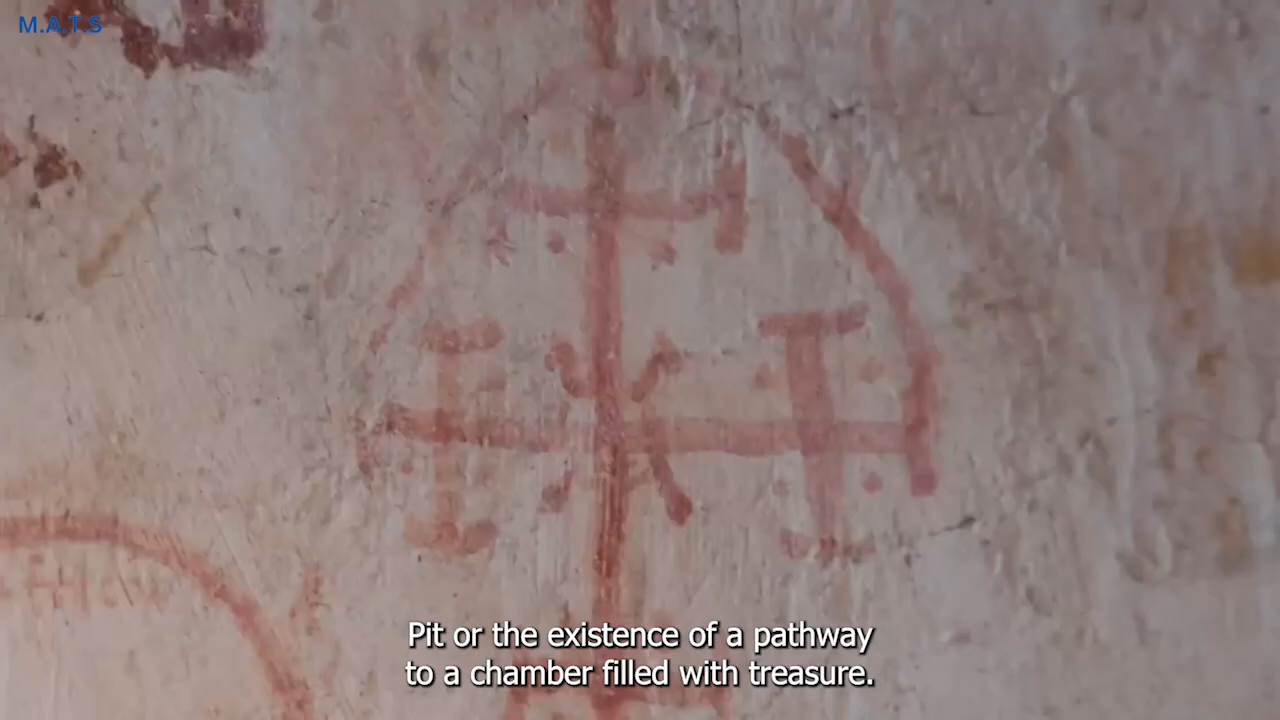 M.A.T.S
Pit or the existence of a pathway
to a chamber filled with treasure.